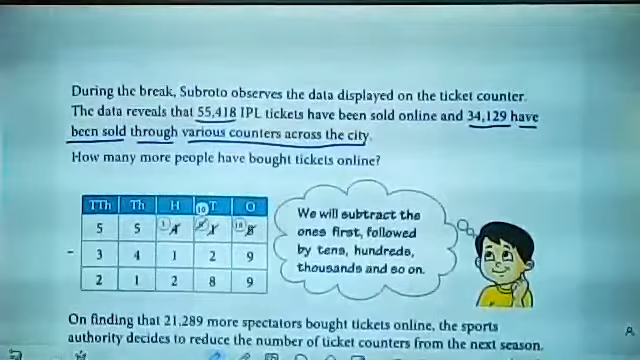 During the break, Subroto observes the data displayed on the ticket counter.
The data reveals that 55,418 IPL tickets have been sold online and 34,129 have
been sold through various counters across the city.
How many more people have bought tickets online?
TTh Th H T O
5 5 4 1 8
- 3 4 1 2 9
2 1 2 8 9
We will subtract the
ones first, followed
by tens, hundreds,
thousands and so on.
On finding that 21,289 more spectators bought tickets online, the sports
authority decides to reduce the number of ticket counters from the next season.